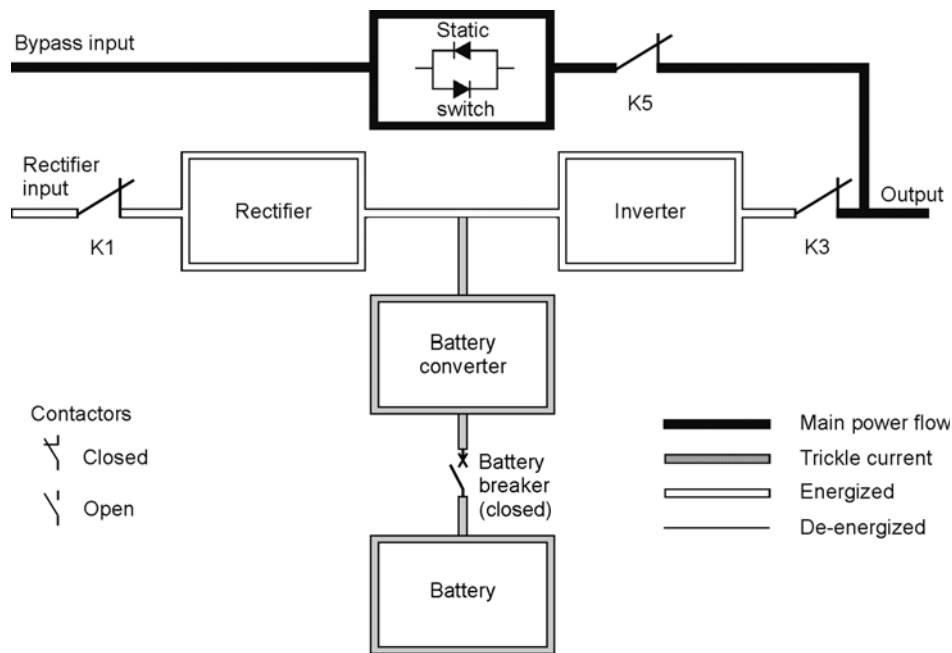 Bypass input
Static
switch
K5
Rectifier
input
K1
Rectifier
Inverter
K3
Output
Battery
converter
Contactors
Closed
Open
Battery
breaker
(closed)
Battery
Main power flow
Trickle current
Energized
De-energized